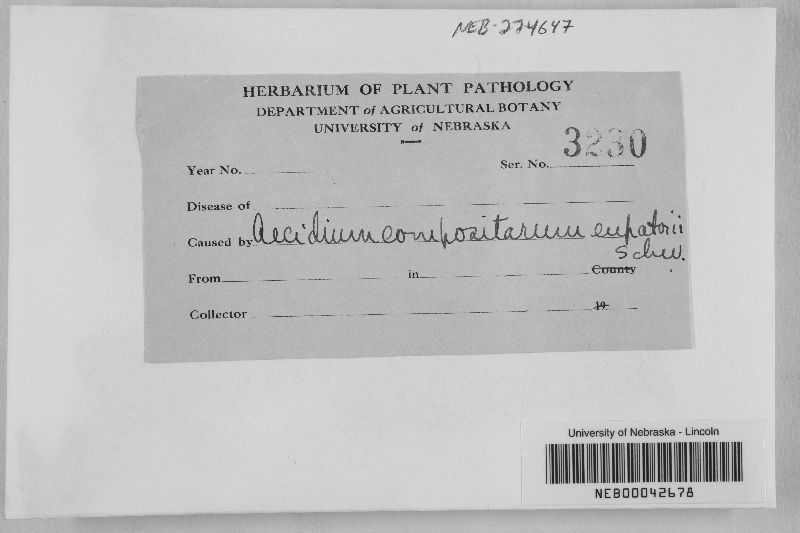 NEB-224647
HERBARIUM OF PLANT PATHOLOGY
DEPARTMENT of AGRICULTURAL BOTANY
UNIVERSITY of NEBRASKA
Year No. Ser. No. 3230
Disease of
Caused by Aecidium compositarum eupatorii
Schw.
From in County
Collector 19
University of Nebraska - Lincoln
NEB00042678